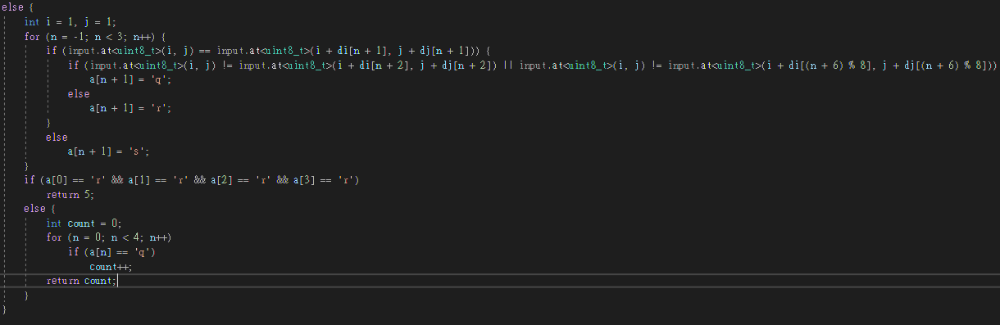 else {
int i = 1, j = 1;
for (n = -1; n < 3; n++) {
if (input.at<uint8_t>(i, j) == input.at<uint8_t>(i + di[n + 1], j + dj[n + 1])) {
if (input.at<uint8_t>(i, j) != input.at<uint8_t>(i + di[n + 2], j + dj[n + 2]) || input.at<uint8_t>(i, j) != input.at<uint8_t>(i + di[(n + 6) % 8], j + dj[(n + 6) % 8]))
a[n + 1] = 'q';
else
a[n + 1] = 'r';
}
else
a[n + 1] = 's';
}
if (a[0] == 'r' && a[1] == 'r' && a[2] == 'r' && a[3] == 'r')
return 5;
else {
int count = 0;
for (n = 0; n < 4; n++)
if (a[n] == 'q')
count++;
return count;
}
}